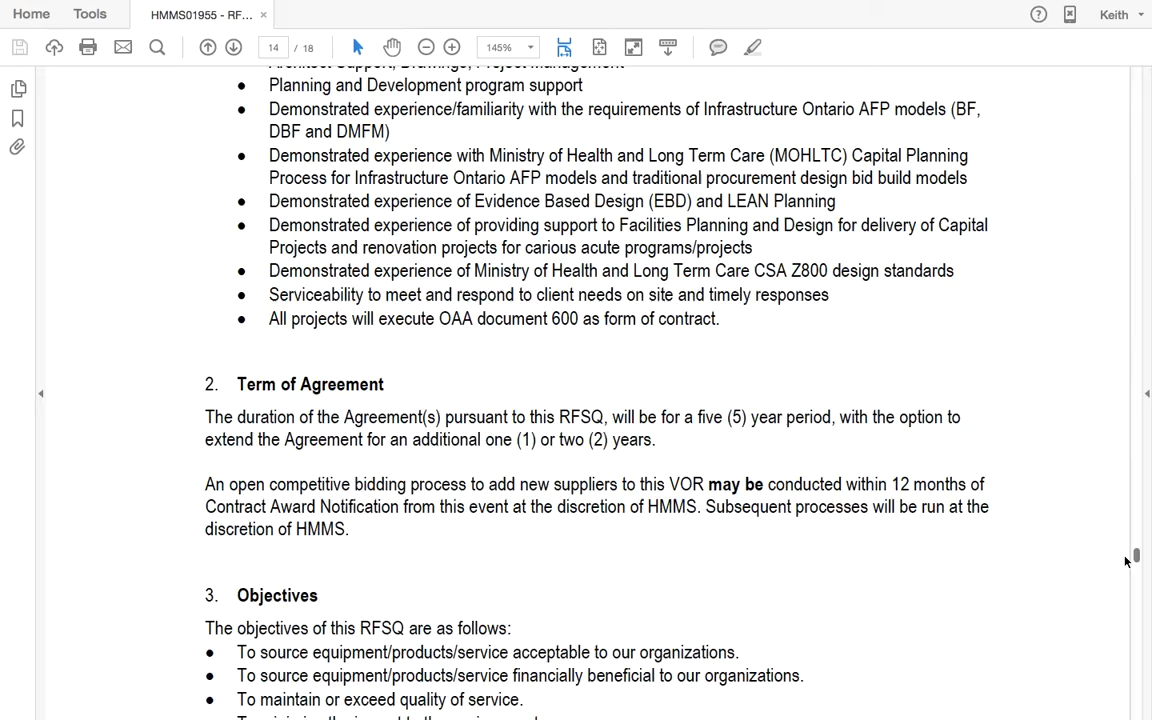 Home Tools HMMS01955 - RF... × Keith
14 / 18 145%
Architect Support, Drawings, Project Management
• Planning and Development program support
• Demonstrated experience/familiarity with the requirements of Infrastructure Ontario AFP models (BF,
DBF and DMFM)
• Demonstrated experience with Ministry of Health and Long Term Care (MOHLTC) Capital Planning
Process for Infrastructure Ontario AFP models and traditional procurement design bid build models
• Demonstrated experience of Evidence Based Design (EBD) and LEAN Planning
• Demonstrated experience of providing support to Facilities Planning and Design for delivery of Capital
Projects and renovation projects for carious acute programs/projects
• Demonstrated experience of Ministry of Health and Long Term Care CSA Z800 design standards
• Serviceability to meet and respond to client needs on site and timely responses
• All projects will execute OAA document 600 as form of contract.
2. Term of Agreement
The duration of the Agreement(s) pursuant to this RFSQ, will be for a five (5) year period, with the option to
extend the Agreement for an additional one (1) or two (2) years.
An open competitive bidding process to add new suppliers to this VOR may be conducted within 12 months of
Contract Award Notification from this event at the discretion of HMMS. Subsequent processes will be run at the
discretion of HMMS.
3. Objectives
The objectives of this RFSQ are as follows:
• To source equipment/products/service acceptable to our organizations.
• To source equipment/products/service financially beneficial to our organizations.
• To maintain or exceed quality of service.